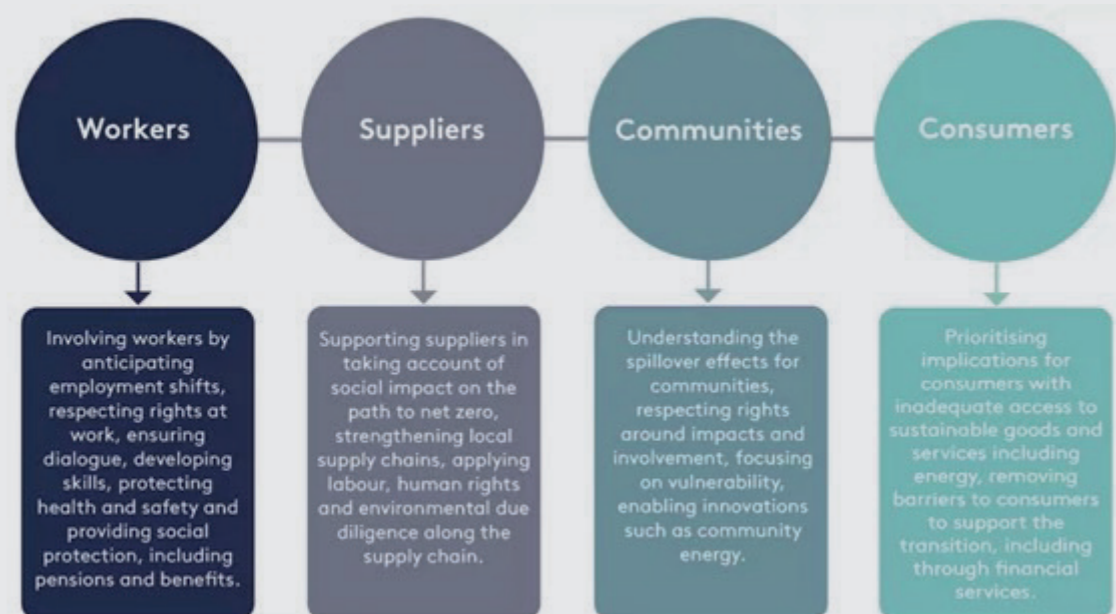 Workers
Suppliers
Communities
Consumers
Involving workers by
anticipating
employment shifts,
respecting rights at
work, ensuring
dialogue, developing
skills, protecting
health and safety and
providing social
protection, including
pensions and benefits.
Supporting suppliers in
taking account of
social impact on the
path to net zero,
strengthening local
supply chains, applying
labour, human rights
and environmental due
diligence along the
supply chain.
Understanding the
spillover effects for
communities,
respecting rights
around impacts and
involvement, focusing
on vulnerability,
enabling innovations
such as community
energy.
Prioritising
implications for
consumers with
inadequate access to
sustainable goods and
services including
energy, removing
barriers to consumers
to support the
transition, including
through financial
services.